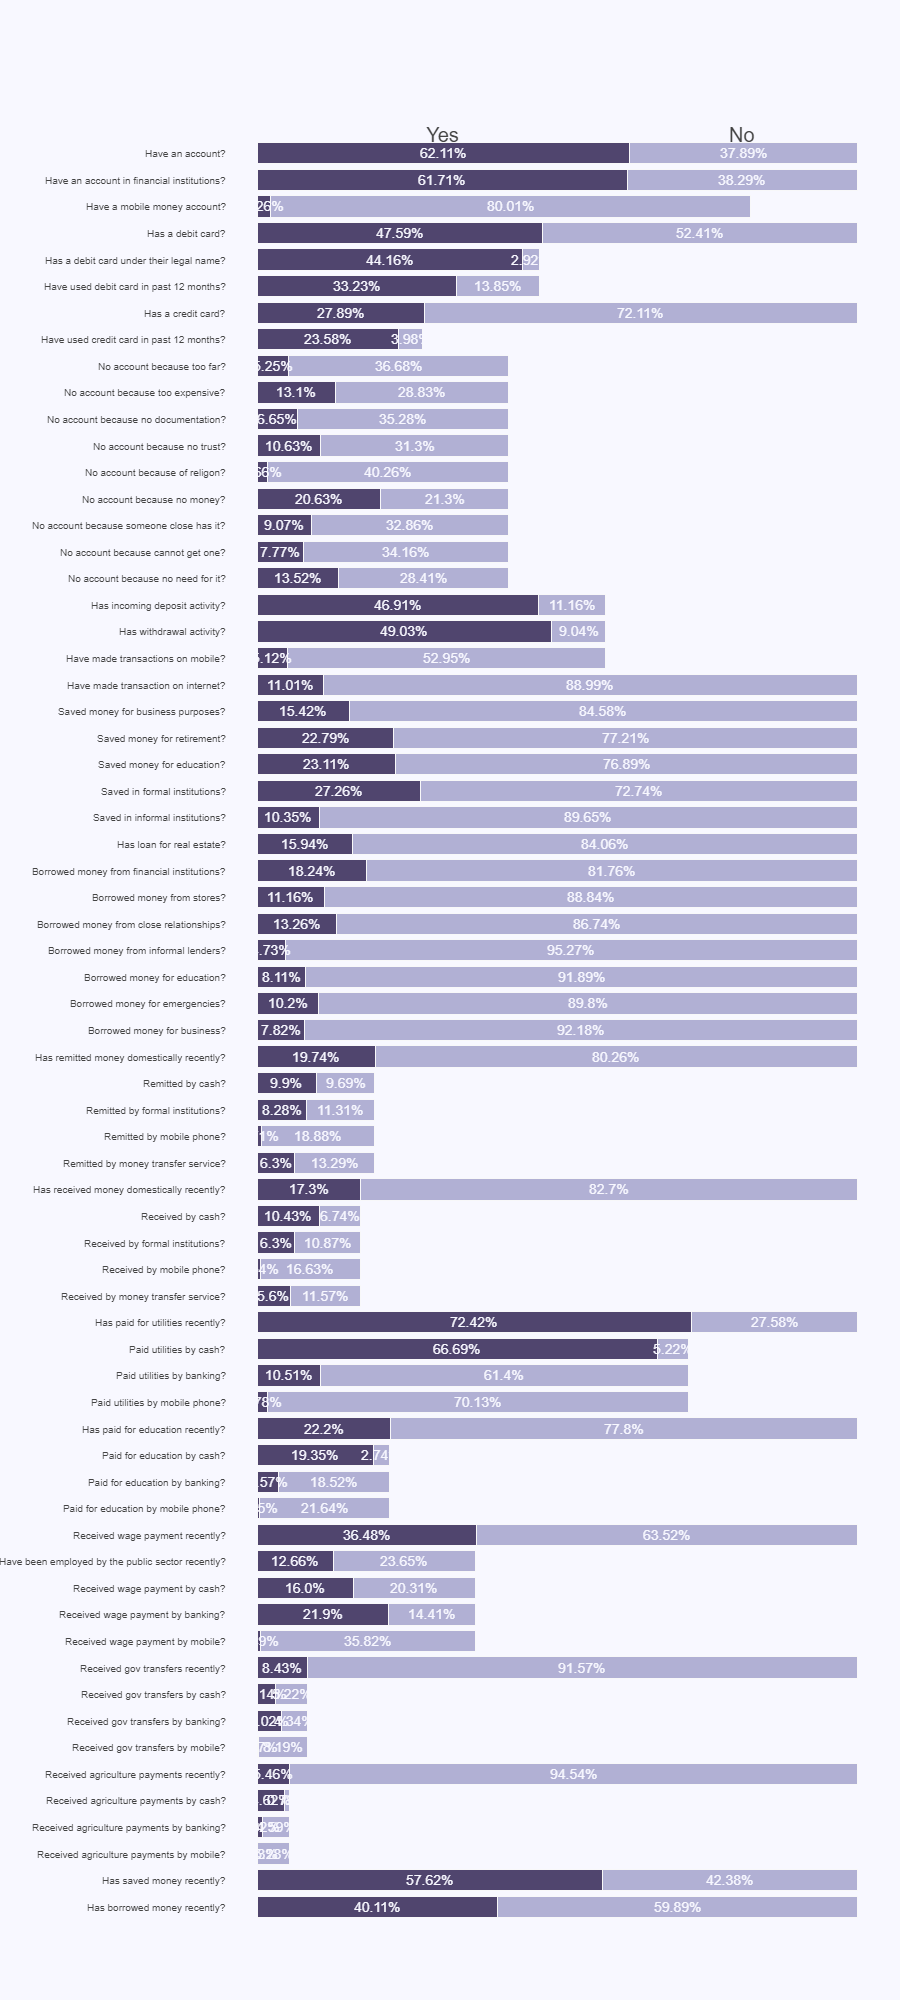 Yes No
Have an account? 62.11% 37.89%
Have an account in financial institutions? 61.71% 38.29%
Have a mobile money account? 80.01%
Has a debit card? 47.59% 52.41%
Has a debit card under their legal name? 44.16% 2.92
Have used debit card in past 12 months? 33.23% 13.85%
Has a credit card? 27.89% 72.11%
Have used credit card in past 12 months? 23.58% 3.98%
No account because too far? 5.25% 36.68%
No account because too expensive? 13.1% 28.83%
No account because no documentation? 6.65% 35.28%
No account because no trust? 10.63% 31.3%
No account because of religon? 40.26%
No account because no money? 20.63% 21.3%
No account because someone close has it? 9.07% 32.86%
No account because cannot get one? 7.77% 34.16%
No account because no need for it? 13.52% 28.41%
Has incoming deposit activity? 46.91% 11.16%
Has withdrawal activity? 49.03% 9.04%
Have made transactions on mobile? 5.12% 52.95%
Have made transaction on internet? 11.01% 88.99%
Saved money for business purposes? 15.42% 84.58%
Saved money for retirement? 22.79% 77.21%
Saved money for education? 23.11% 76.89%
Saved in formal institutions? 27.26% 72.74%
Saved in informal institutions? 10.35% 89.65%
Has loan for real estate? 15.94% 84.06%
Borrowed money from financial institutions? 18.24% 81.76%
Borrowed money from stores? 11.16% 88.84%
Borrowed money from close relationships? 13.26% 86.74%
Borrowed money from informal lenders? .73% 95.27%
Borrowed money for education? 8.11% 91.89%
Borrowed money for emergencies? 10.2% 89.8%
Borrowed money for business? 7.82% 92.18%
Has remitted money domestically recently? 19.74% 80.26%
Remitted by cash? 9.9% 9.69%
Remitted by formal institutions? 8.28% 11.31%
Remitted by mobile phone? 18.88%
Remitted by money transfer service? 6.3% 13.29%
Has received money domestically recently? 17.3% 82.7%
Received by cash? 10.43% 6.74%
Received by formal institutions? 6.3% 10.87%
Received by mobile phone? 16.63%
Received by money transfer service? 5.6% 11.57%
Has paid for utilities recently? 72.42% 27.58%
Paid utilities by cash? 66.69% 5.22%
Paid utilities by banking? 10.51% 61.4%
Paid utilities by mobile phone? 70.13%
Has paid for education recently? 22.2% 77.8%
Paid for education by cash? 19.35% 2.74
Paid for education by banking? .57% 18.52%
Paid for education by mobile phone? 21.64%
Received wage payment recently? 36.48% 63.52%
Have been employed by the public sector recently? 12.66% 23.65%
Received wage payment by cash? 16.0% 20.31%
Received wage payment by banking? 21.9% 14.41%
Received wage payment by mobile? 35.82%
Received gov transfers recently? 8.43% 91.57%
Received gov transfers by cash?
Received gov transfers by banking?
Received gov transfers by mobile?
Received agriculture payments recently? 5.46% 94.54%
Received agriculture payments by cash?
Received agriculture payments by banking?
Received agriculture payments by mobile?
Has saved money recently? 57.62% 42.38%
Has borrowed money recently? 40.11% 59.89%